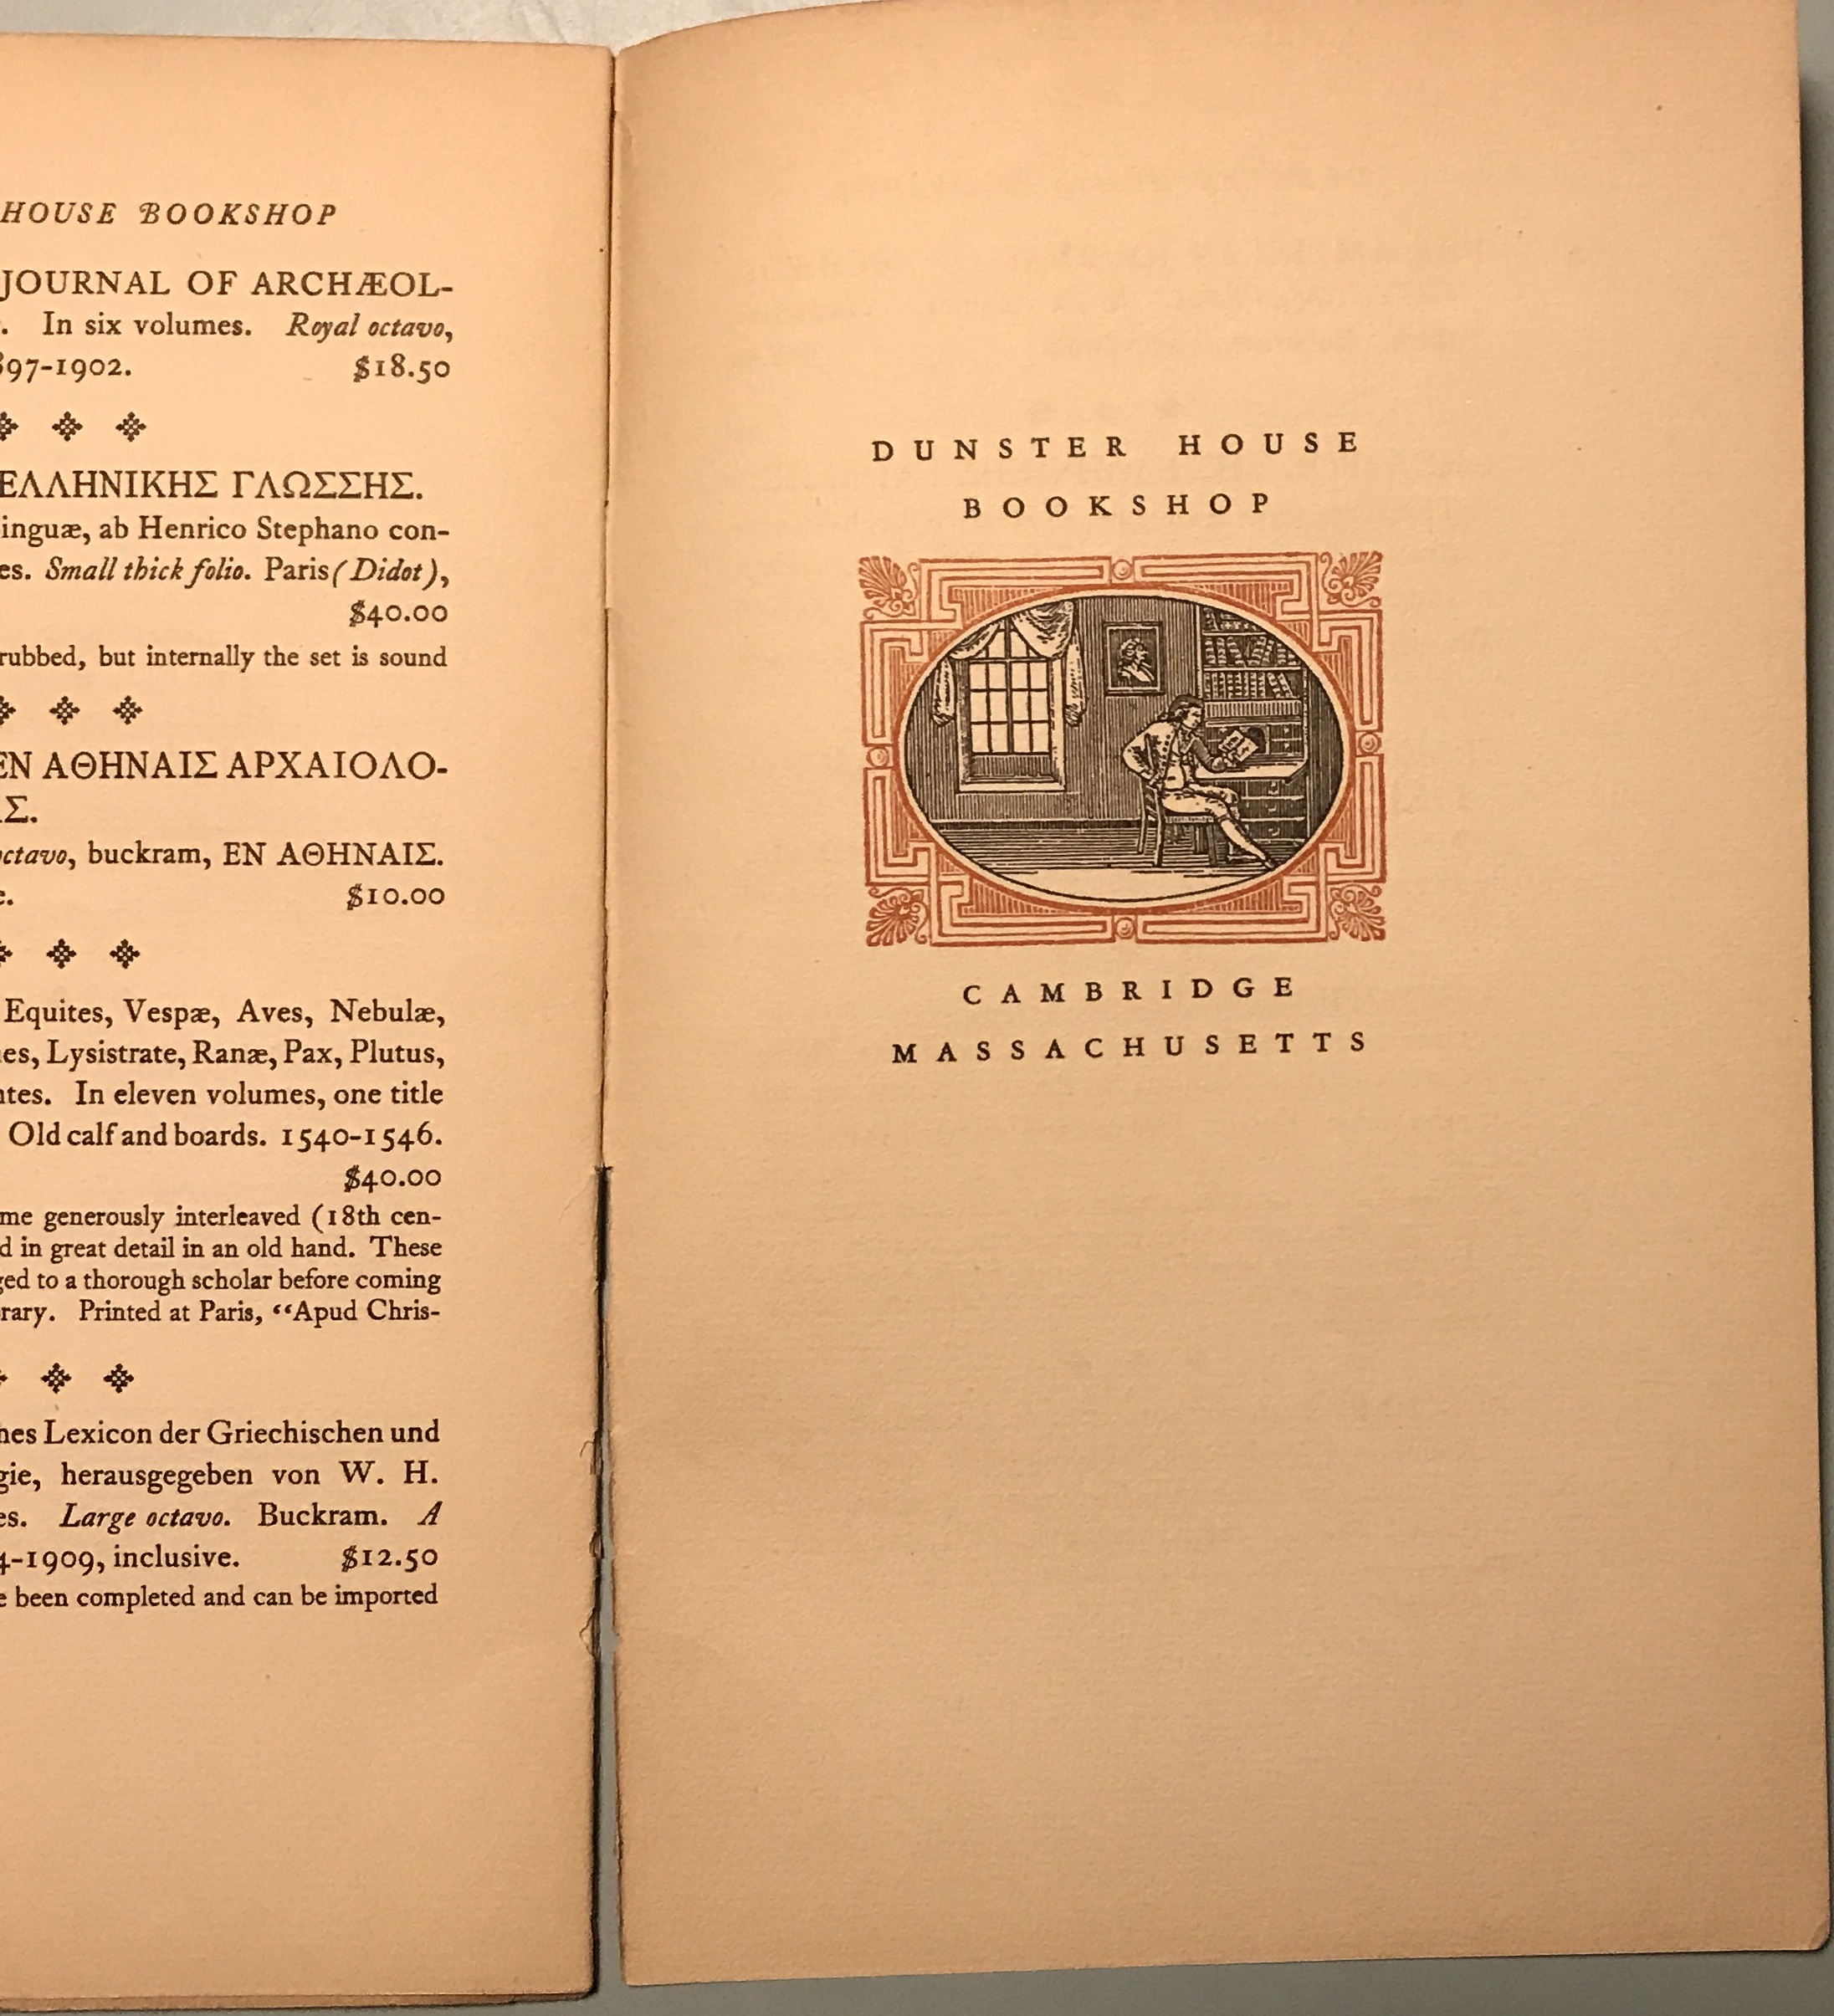 HOUSE BOOKSHOP
JOURNAL OF ARCHÆOL-
In six volumes. Royal octavo,
897-1902. $18.50
ΕΛΛΗΝΙΚΗΣ ΓΛΩΣΣΗΣ.
linguæ, ab Henrico Stephano con-
es. Small thick folio. Paris (Didot),
$40.00
rubbed, but internally the set is sound
ΕΝ ΑΘΗΝΑΙΣ ΑΡΧΑΙΟΛΟ-
ΑΣ.
octavo, buckram, ΕΝ ΑΘΗΝΑΙΣ.
e. $10.00
Equites, Vespæ, Aves, Nebulæ,
es, Lysistrate, Ranæ, Pax, Plutus,
ntes. In eleven volumes, one title
Old calf and boards. 1540-1546.
$40.00
me generously interleaved (18th cen-
d in great detail in an old hand. These
ged to a thorough scholar before coming
rary. Printed at Paris, “Apud Chris-
hes Lexicon der Griechischen und
gie, herausgegeben von W. H.
es. Large octavo. Buckram. A
4-1909, inclusive. $12.50
e been completed and can be imported
DUNSTER HOUSE
BOOKSHOP
CAMBRIDGE
MASSACHUSETTS